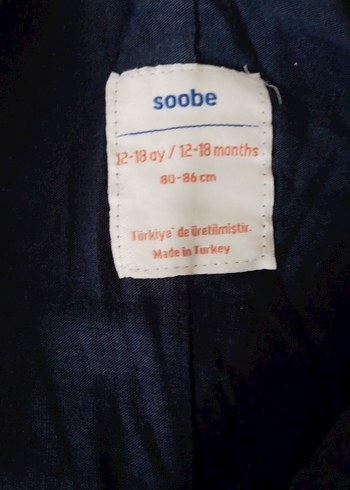 soobe
12-18 ay / 12-18 months
80-86 cm
Türkiye' de üretilmiştir.
Made in Turkey